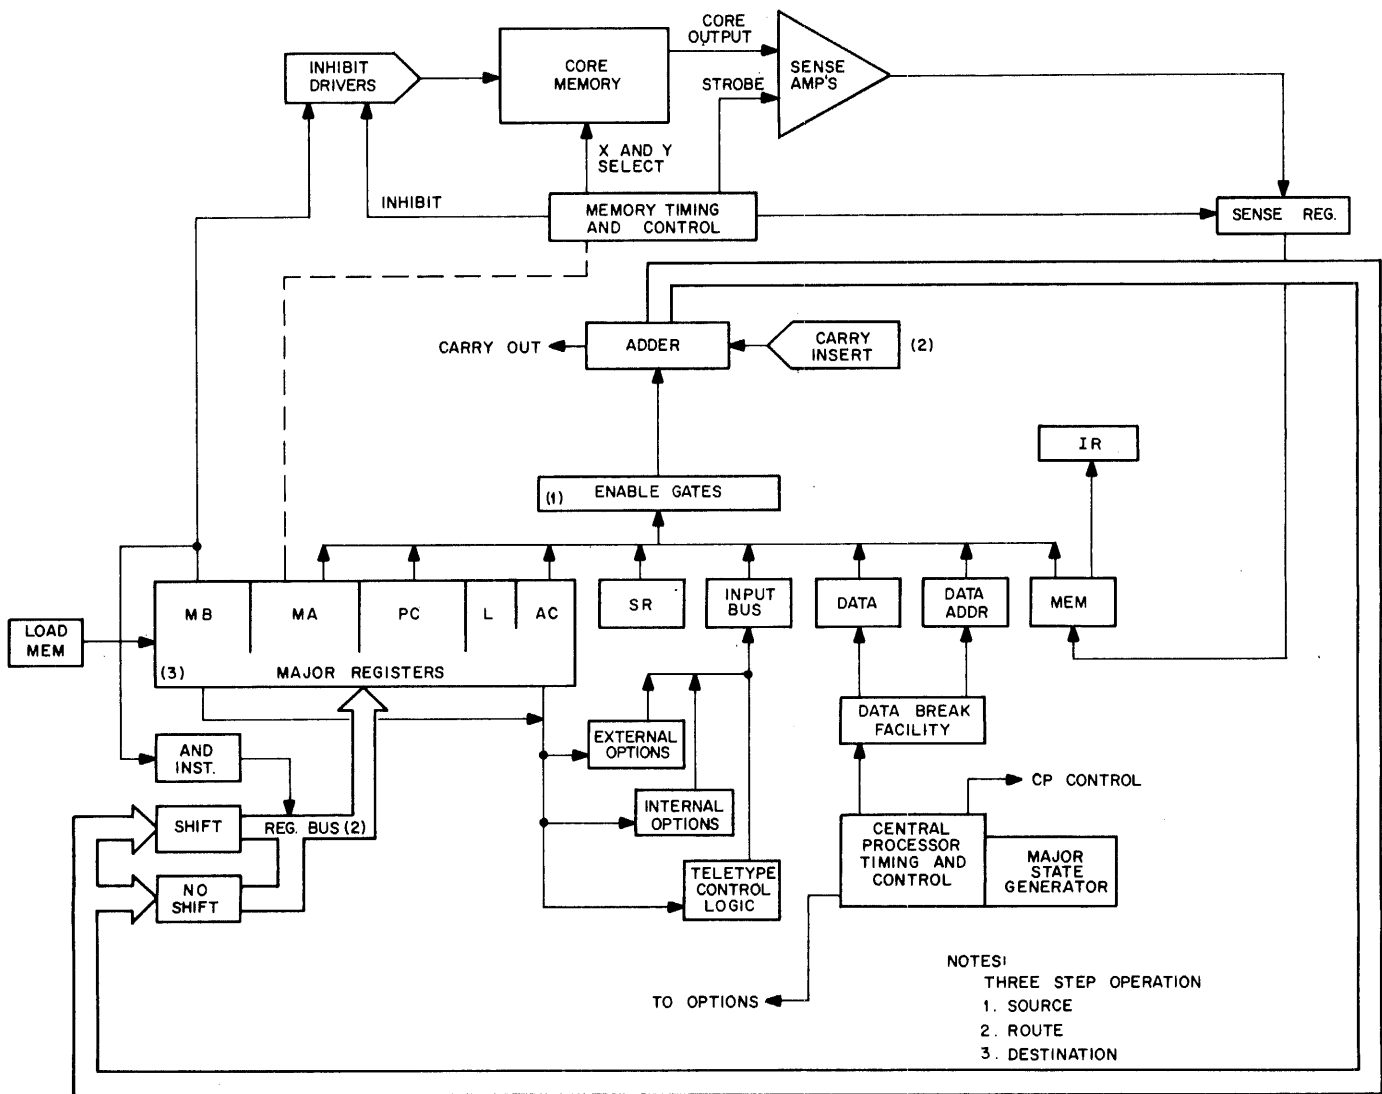 CORE
OUTPUT
INHIBIT
DRIVERS
CORE
MEMORY
SENSE
AMP'S
STROBE
X AND Y
SELECT
INHIBIT
MEMORY TIMING
AND CONTROL
SENSE REG.
CARRY OUT
ADDER
CARRY
INSERT
(2)
IR
(1) ENABLE GATES
MB
MA
PC
L
AC
SR
INPUT
BUS
DATA
DATA
ADDR
MEM
LOAD
MEM
(3) MAJOR REGISTERS
AND
INST.
EXTERNAL
OPTIONS
DATA BREAK
FACILITY
CP CONTROL
SHIFT
REG. BUS (2)
INTERNAL
OPTIONS
CENTRAL
PROCESSOR
TIMING AND
CONTROL
MAJOR
STATE
GENERATOR
NO
SHIFT
TELETYPE
CONTROL
LOGIC
TO OPTIONS
NOTES:
THREE STEP OPERATION
1. SOURCE
2. ROUTE
3. DESTINATION